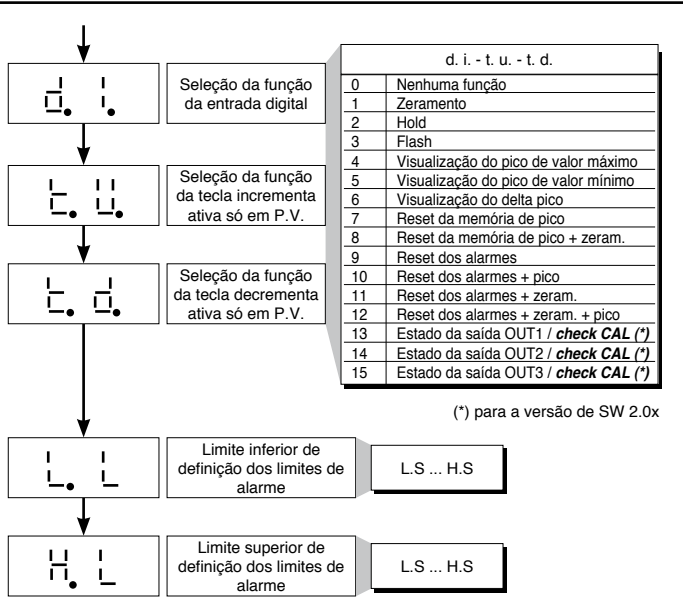 d. I.
Seleção da função
da entrada digital
t. U.
Seleção da função
da tecla incrementa
ativa só em P.V.
t. d.
Seleção da função
da tecla decrementa
ativa só em P.V.
d. i. - t. u. - t. d.
0 Nenhuma função
1 Zeramento
2 Hold
3 Flash
4 Visualização do pico de valor máximo
5 Visualização do pico de valor mínimo
6 Visualização do delta pico
7 Reset da memória de pico
8 Reset da memória de pico + zeram.
9 Reset dos alarmes
10 Reset dos alarmes + pico
11 Reset dos alarmes + zeram.
12 Reset dos alarmes + zeram. + pico
13 Estado da saída OUT1 / check CAL (*)
14 Estado da saída OUT2 / check CAL (*)
15 Estado da saída OUT3 / check CAL (*)
(*) para a versão de SW 2.0x
L. L
Limite inferior de
definição dos limites de
alarme
L.S ... H.S
H. L
Limite superior de
definição dos limites de
alarme
L.S ... H.S